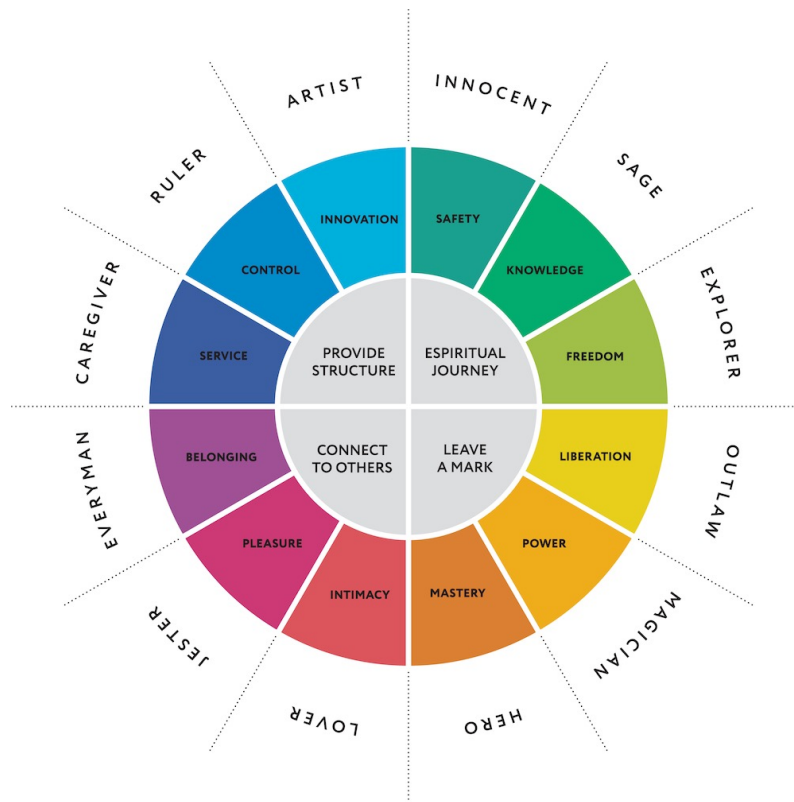 ARTIST
INNOCENT
RULER
SAGE
CAREGIVER
EXPLORER
INNOVATION
SAFETY
CONTROL
KNOWLEDGE
SERVICE
FREEDOM
PROVIDE
STRUCTURE
ESPIRITUAL
JOURNEY
CONNECT
TO OTHERS
LEAVE
A MARK
BELONGING
LIBERATION
PLEASURE
POWER
INTIMACY
MASTERY
EVERYMAN
OUTLAW
JESTER
MAGICIAN
LOVER
HERO